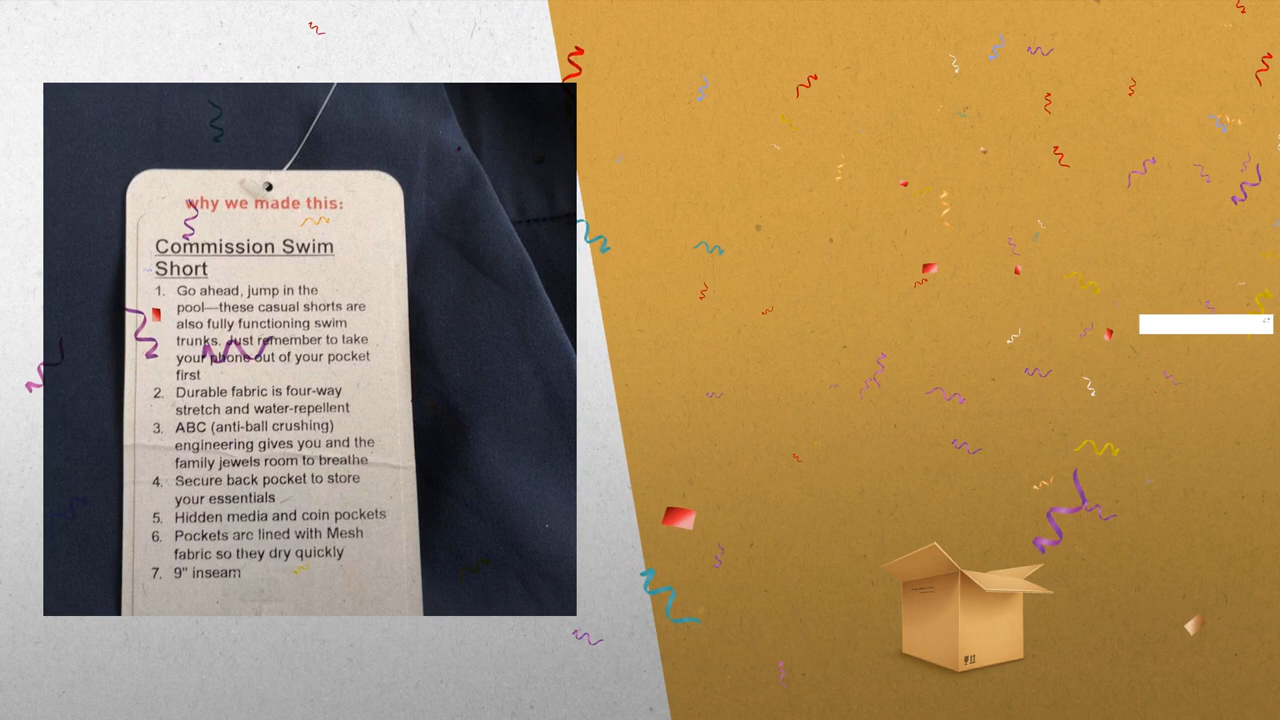 why we made this:
Commission Swim
Short
1. Go ahead, jump in the
pool—these casual shorts are
also fully functioning swim
trunks. Just remember to take
your phone out of your pocket
first
2. Durable fabric is four-way
stretch and water-repellent
3. ABC (anti-ball crushing)
engineering gives you and the
family jewels room to breathe
4. Secure back pocket to store
your essentials
5. Hidden media and coin pockets
6. Pockets are lined with Mesh
fabric so they dry quickly
7. 9" inseam